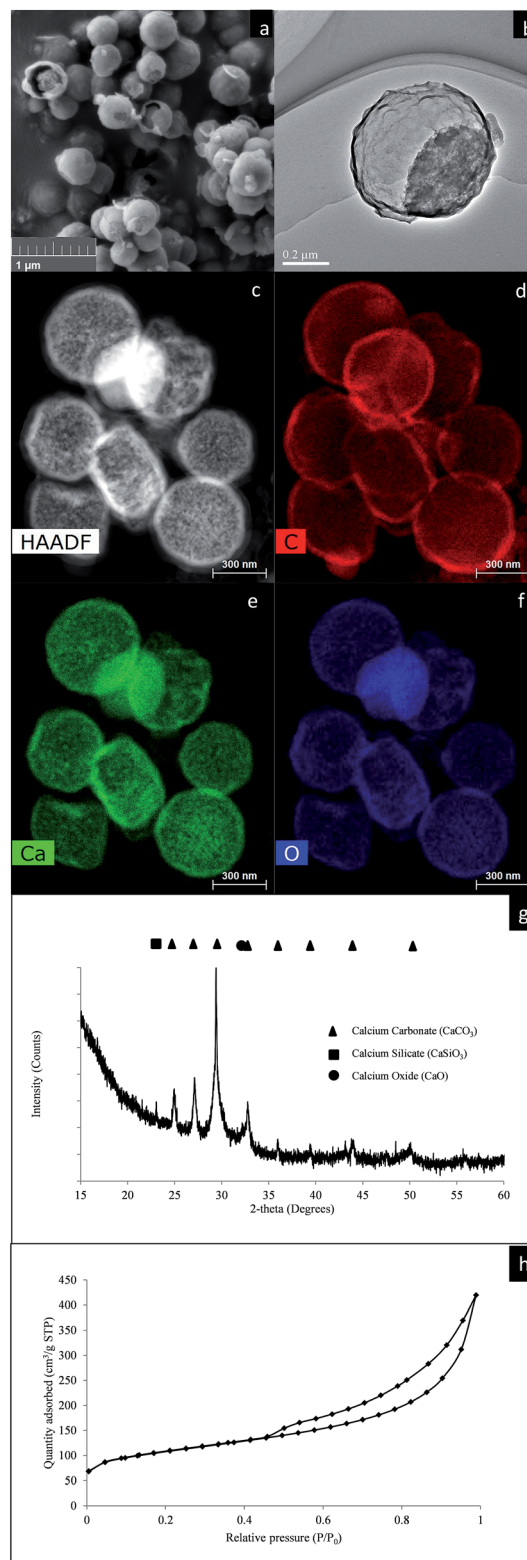 a
b
1 µm
0.2 µm
c
d
HAADF
300 nm
C
300 nm
e
f
Ca
300 nm
O
300 nm
g
Calcium Carbonate (CaCO₃)
Calcium Silicate (CaSiO₃)
Calcium Oxide (CaO)
Intensity (Counts)
15 20 25 30 35 40 45 50 55 60
2-theta (Degrees)
h
450
400
350
300
250
200
150
100
50
0
Quantity adsorbed (cm³/g STP)
0 0.2 0.4 0.6 0.8 1
Relative pressure (P/P₀)